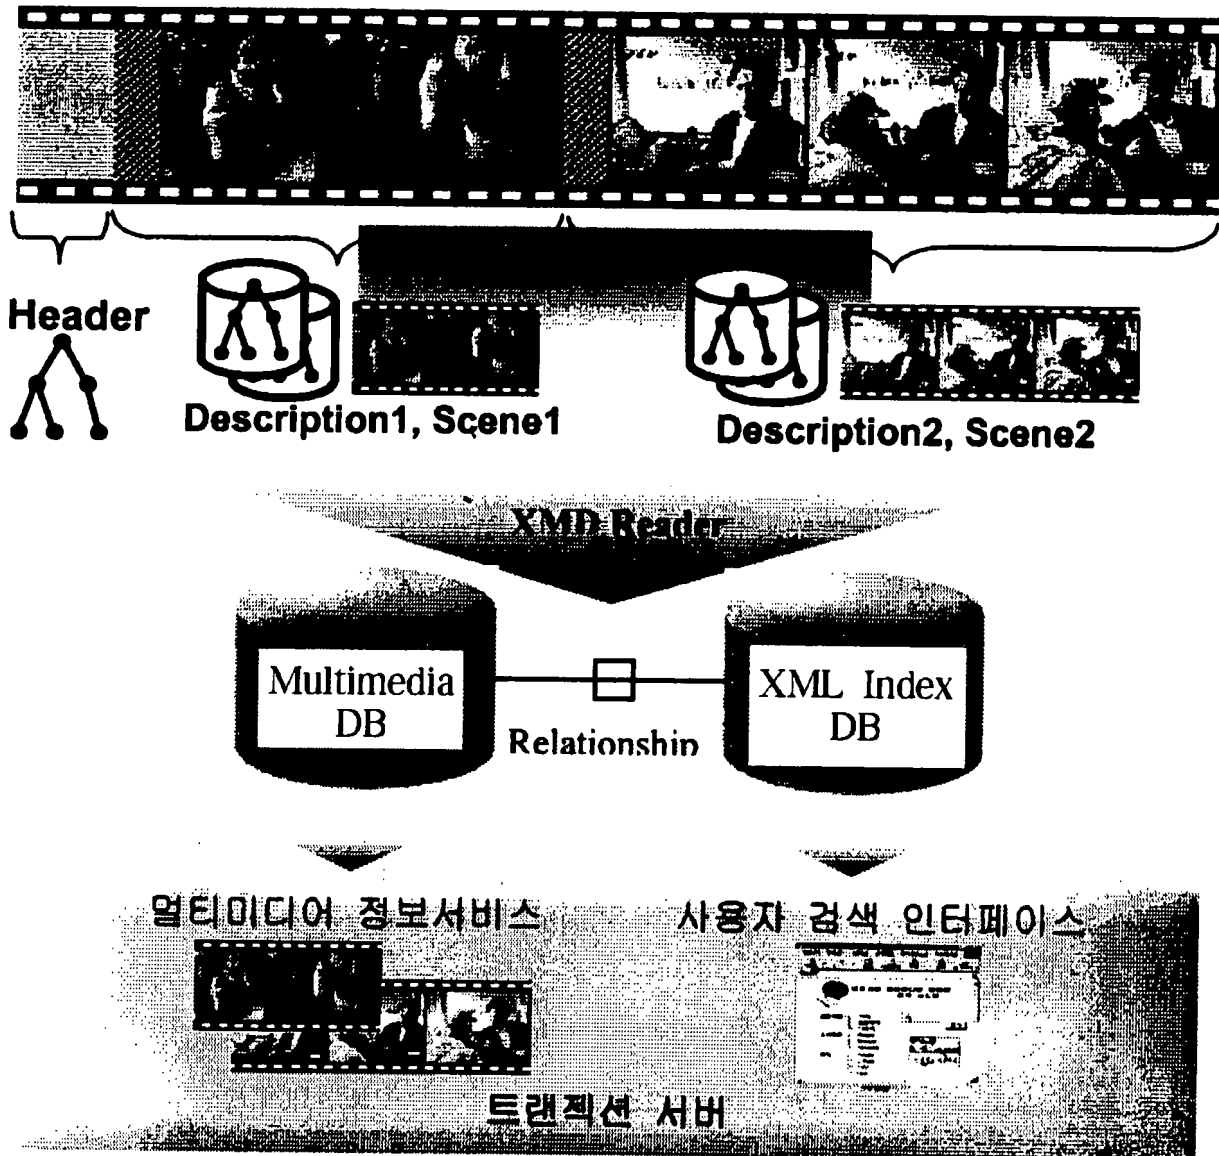 Header
Description1, Scene1
Description2, Scene2
XMD Reader
Multimedia
DB
Relationship
XML Index
DB
멀티미디어 정보서비스
사용자 검색 인터페이스
트랜젝션 서버